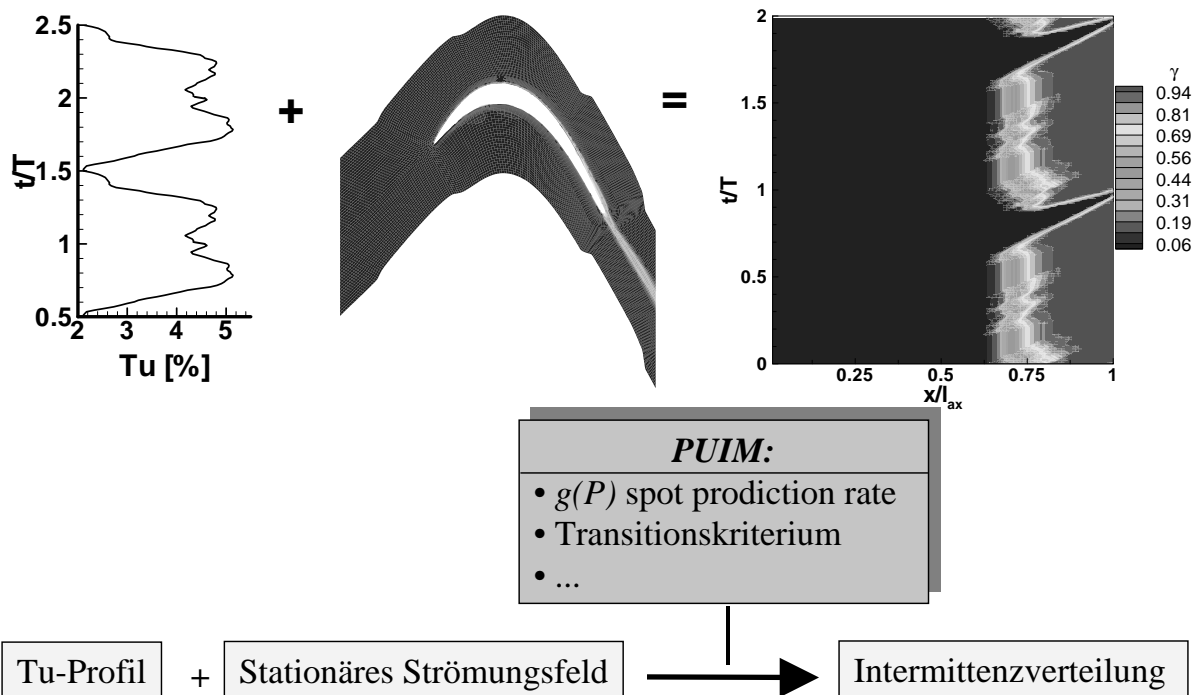 2.5
2
1.5
1
0.5
t/T
2 3 4 5
Tu [%]
+
=
2
1.5
1
0.5
0
t/T
0.25 0.5 0.75 1
x/l_ax
γ
0.94
0.81
0.69
0.56
0.44
0.31
0.19
0.06
PUIM:
• g(P) spot prodiction rate
• Transitionskriterium
• ...
Tu-Profil + Stationäres Strömungsfeld Intermittenzverteilung